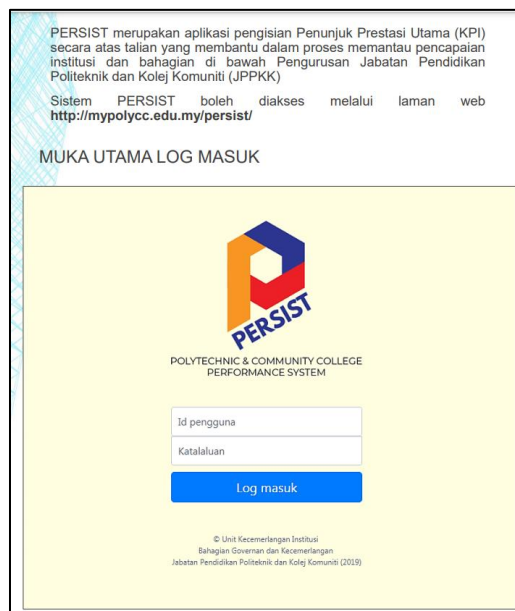 PERSIST merupakan aplikasi pengisian Penunjuk Prestasi Utama (KPI)
secara atas talian yang membantu dalam proses memantau pencapaian
institusi dan bahagian di bawah Pengurusan Jabatan Pendidikan
Politeknik dan Kolej Komuniti (JPPKK)
Sistem PERSIST boleh diakses melalui laman web
http://mypolycc.edu.my/persist/
MUKA UTAMA LOG MASUK
PERSIST
POLYTECHNIC & COMMUNITY COLLEGE
PERFORMANCE SYSTEM
Id pengguna
Katalaluan
Log masuk
© Unit Kecemerlangan Institusi
Bahagian Governan dan Kecemerlangan
Jabatan Pendidikan Politeknik dan Kolej Komuniti (2019)